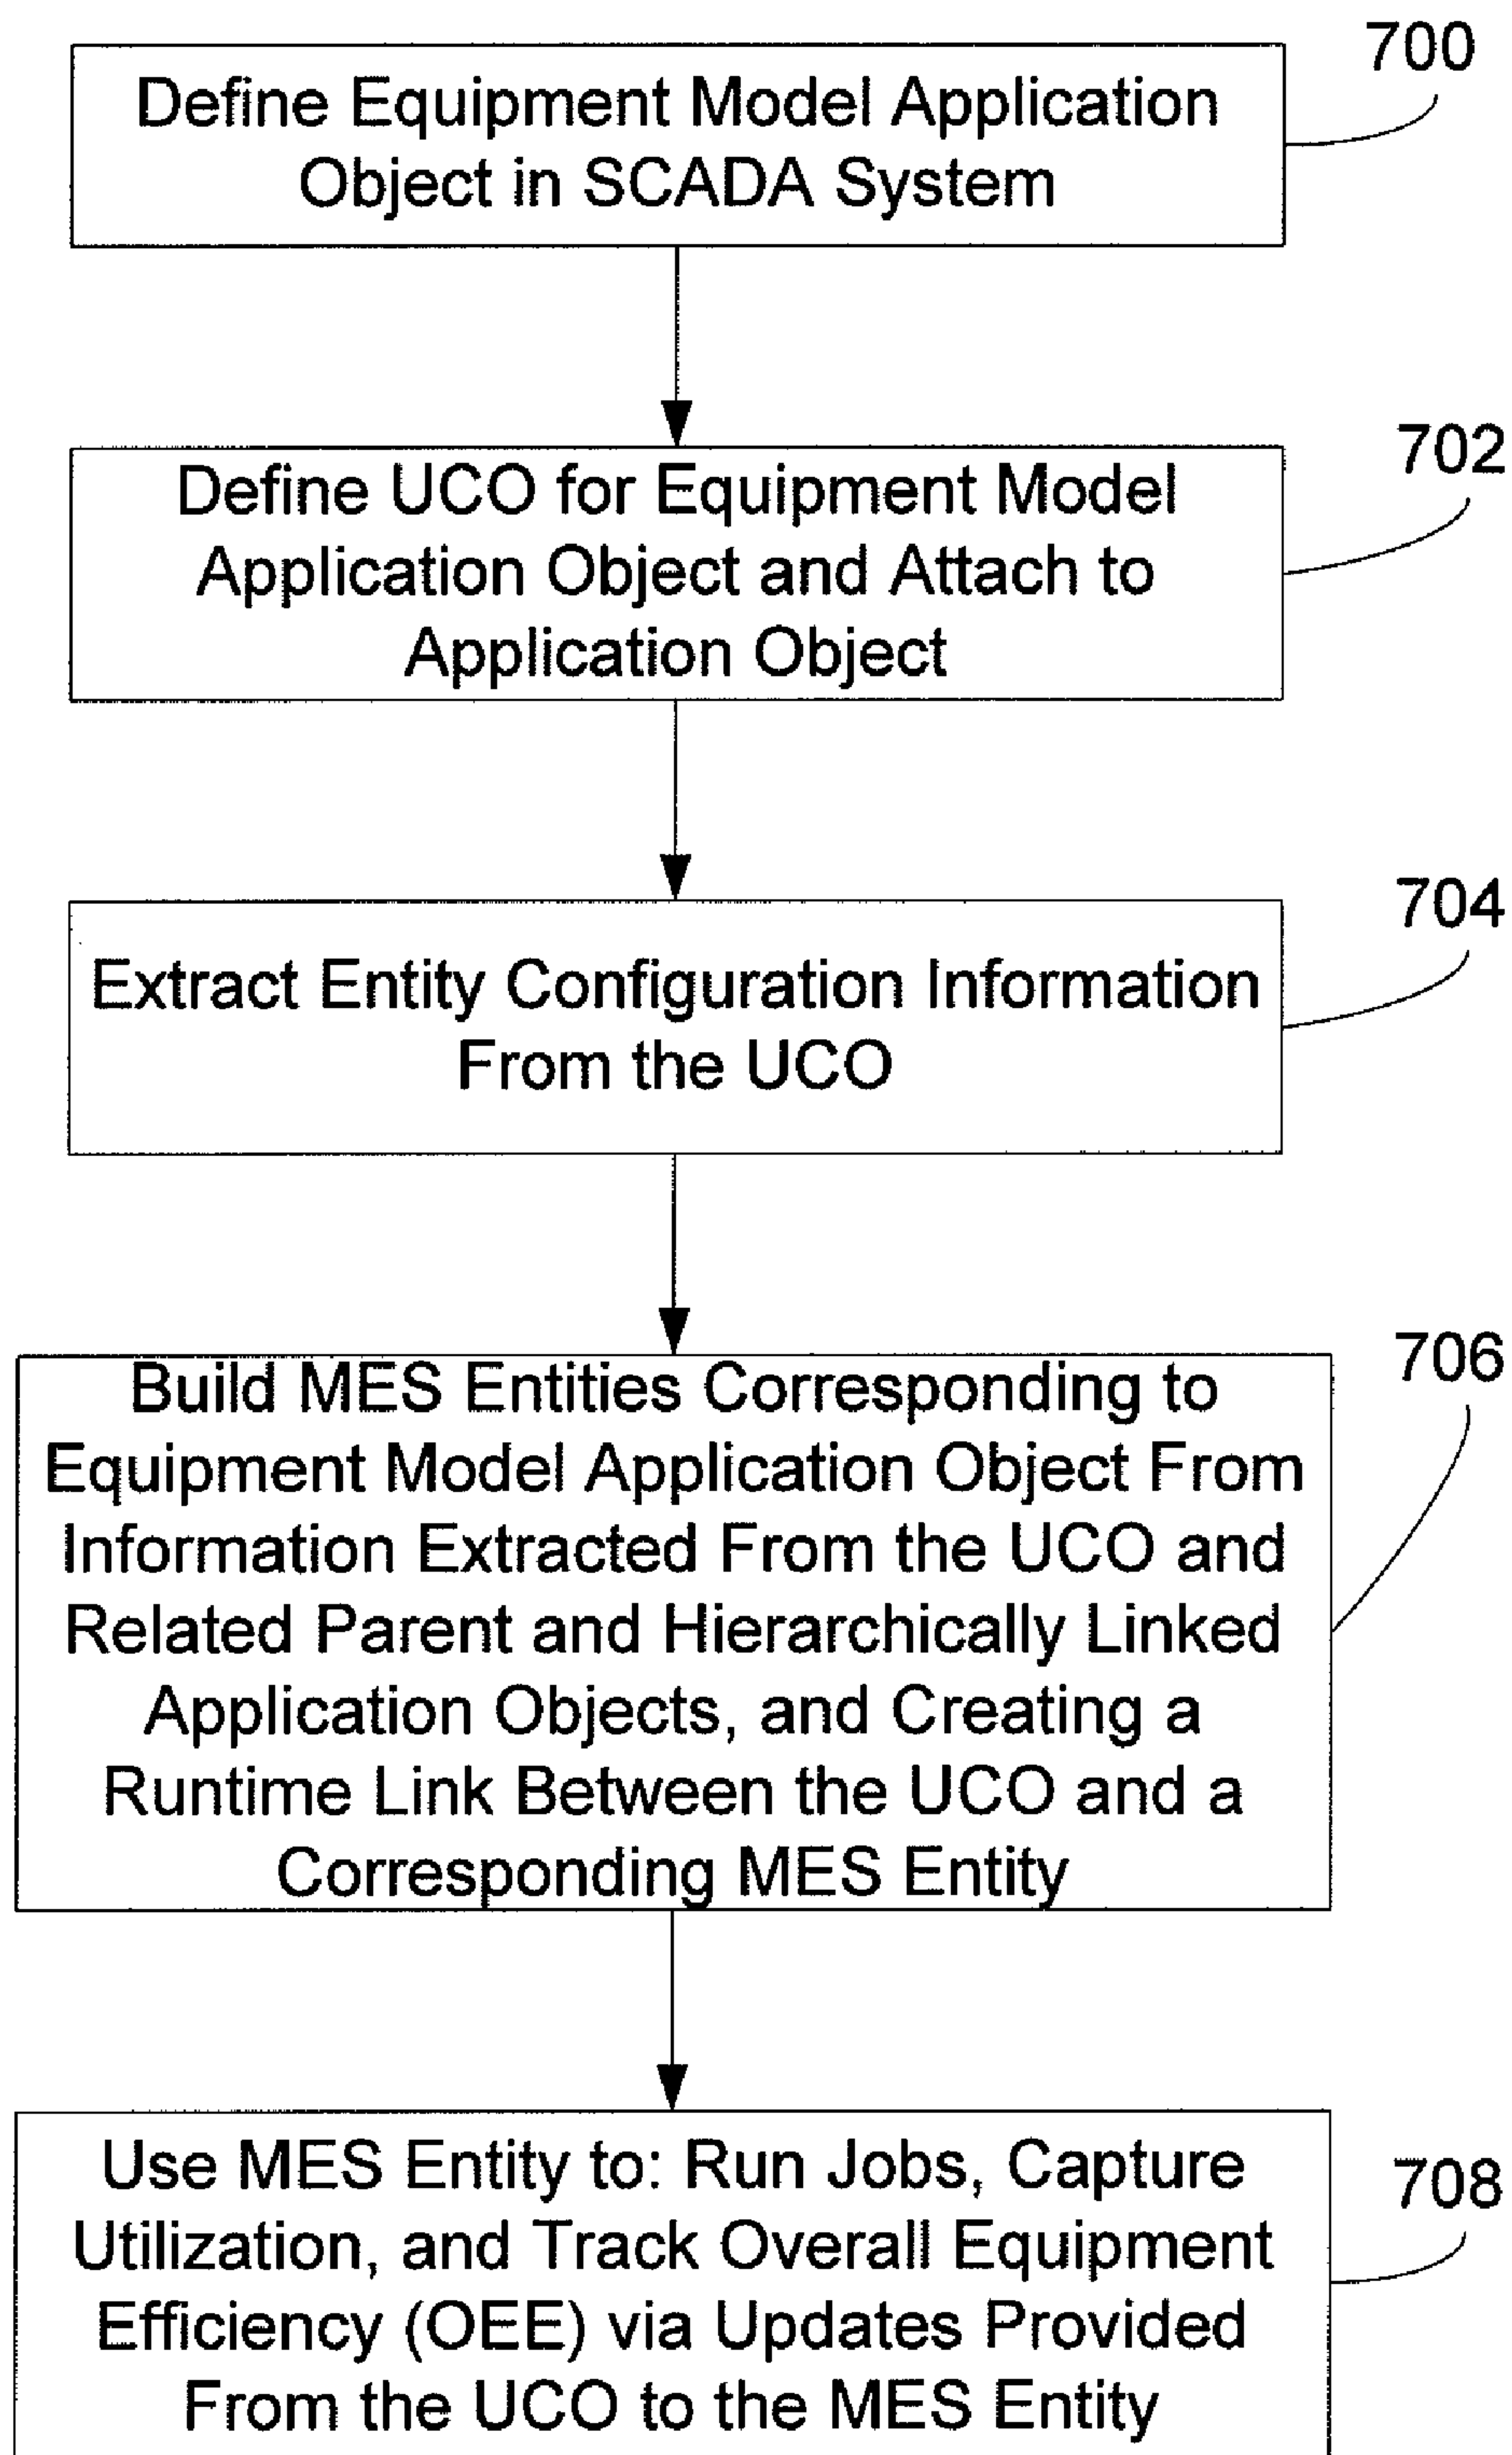 700
Define Equipment Model Application
Object in SCADA System
702
Define UCO for Equipment Model
Application Object and Attach to
Application Object
704
Extract Entity Configuration Information
From the UCO
706
Build MES Entities Corresponding to
Equipment Model Application Object From
Information Extracted From the UCO and
Related Parent and Hierarchically Linked
Application Objects, and Creating a
Runtime Link Between the UCO and a
Corresponding MES Entity
708
Use MES Entity to: Run Jobs, Capture
Utilization, and Track Overall Equipment
Efficiency (OEE) via Updates Provided
From the UCO to the MES Entity